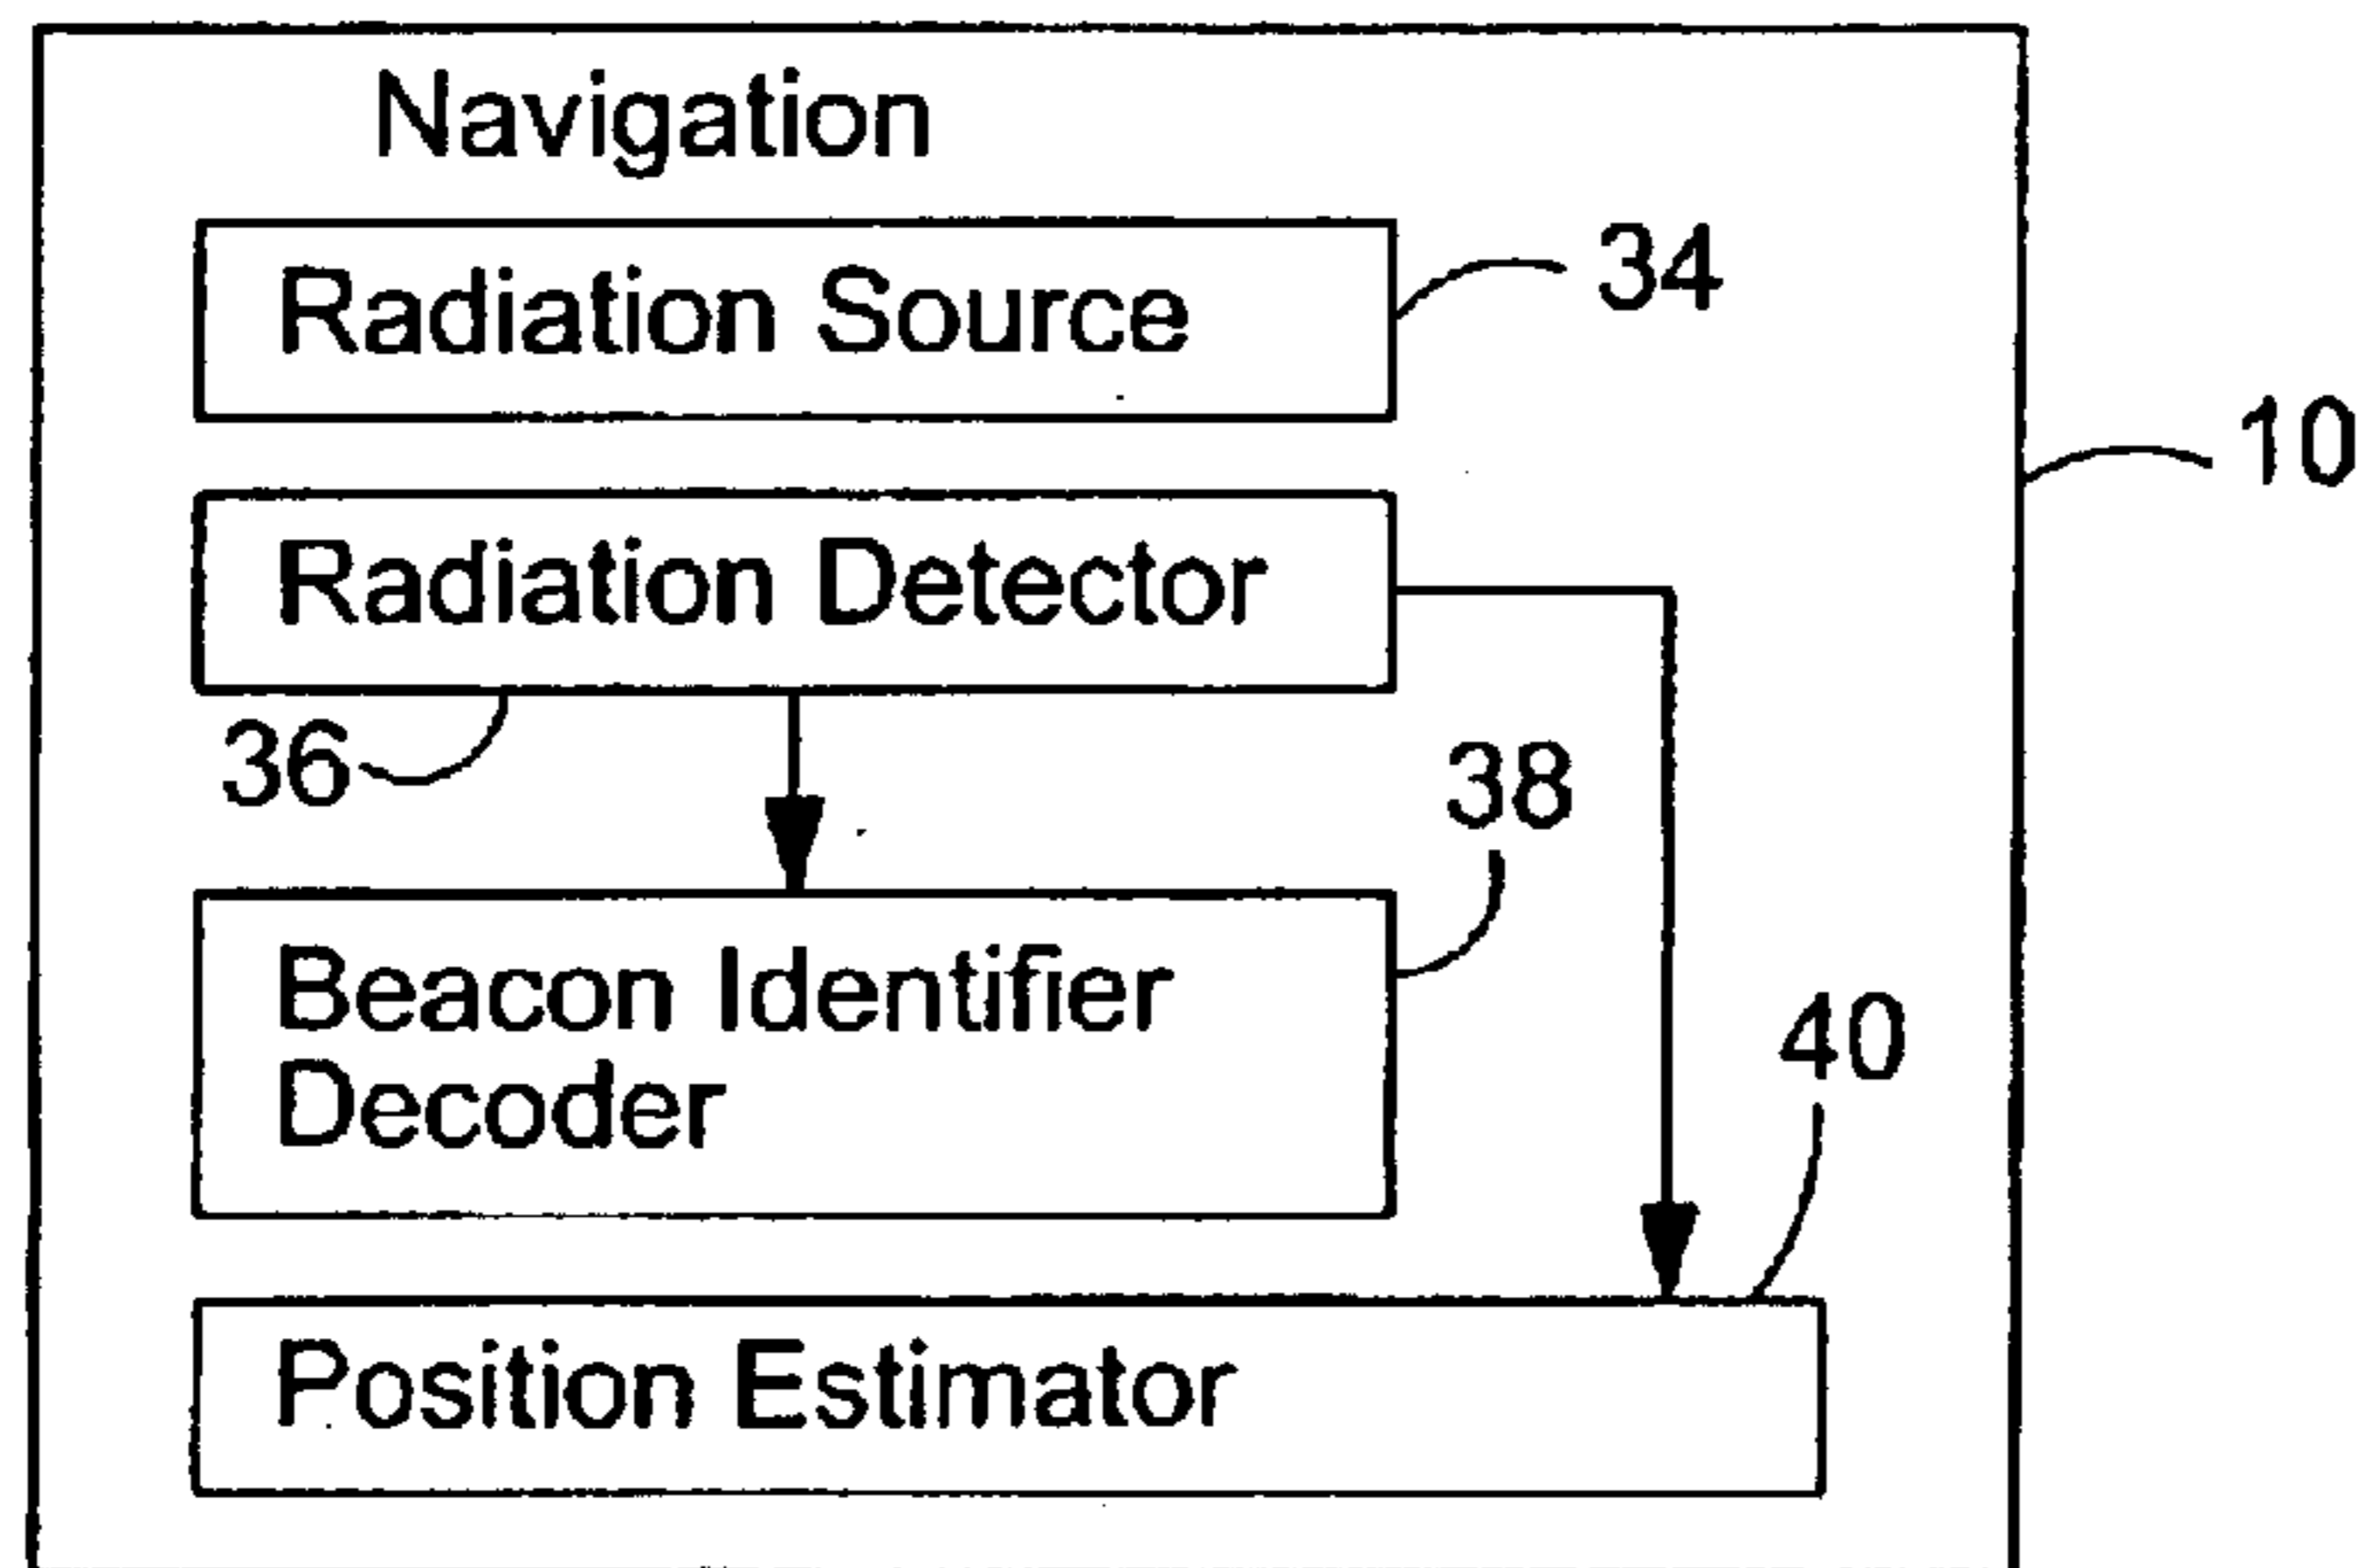 Navigation
Radiation Source
34
10
Radiation Detector
36
38
Beacon Identifier
Decoder
40
Position Estimator